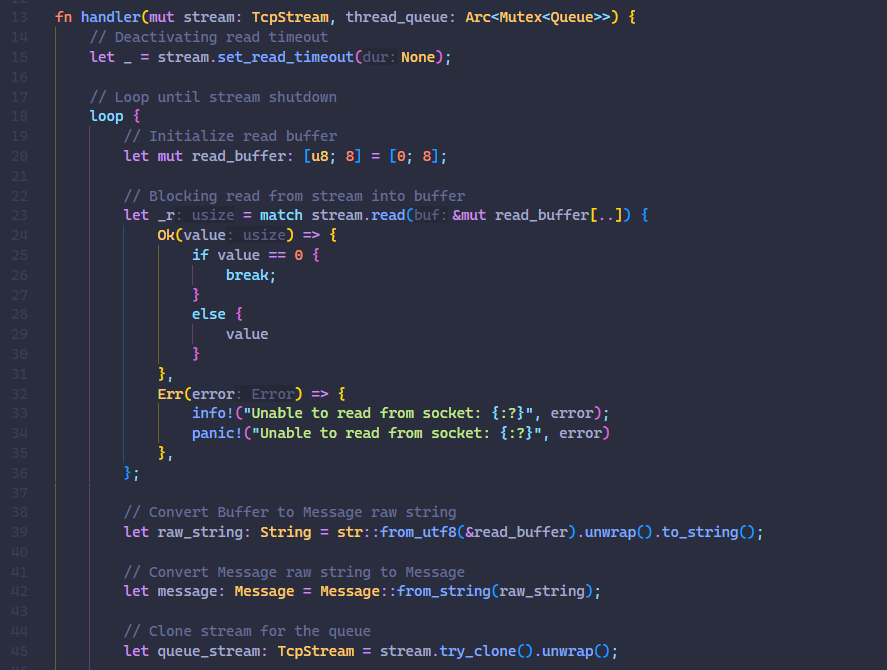 13 fn handler(mut stream: TcpStream, thread_queue: Arc<Mutex<Queue>>) {
14 // Deactivating read timeout
15 let _ = stream.set_read_timeout(dur: None);
16
17 // Loop until stream shutdown
18 loop {
19 // Initialize read buffer
20 let mut read_buffer: [u8; 8] = [0; 8];
21
22 // Blocking read from stream into buffer
23 let _r: usize = match stream.read(buf: &mut read_buffer[..]) {
24 Ok(value: usize) => {
25 if value == 0 {
26 break;
27 }
28 else {
29 value
30 }
31 },
32 Err(error: Error) => {
33 info!("Unable to read from socket: {:?}", error);
34 panic!("Unable to read from socket: {:?}", error)
35 },
36 };
37
38 // Convert Buffer to Message raw string
39 let raw_string: String = str::from_utf8(&read_buffer).unwrap().to_string();
40
41 // Convert Message raw string to Message
42 let message: Message = Message::from_string(raw_string);
43
44 // Clone stream for the queue
45 let queue_stream: TcpStream = stream.try_clone().unwrap();